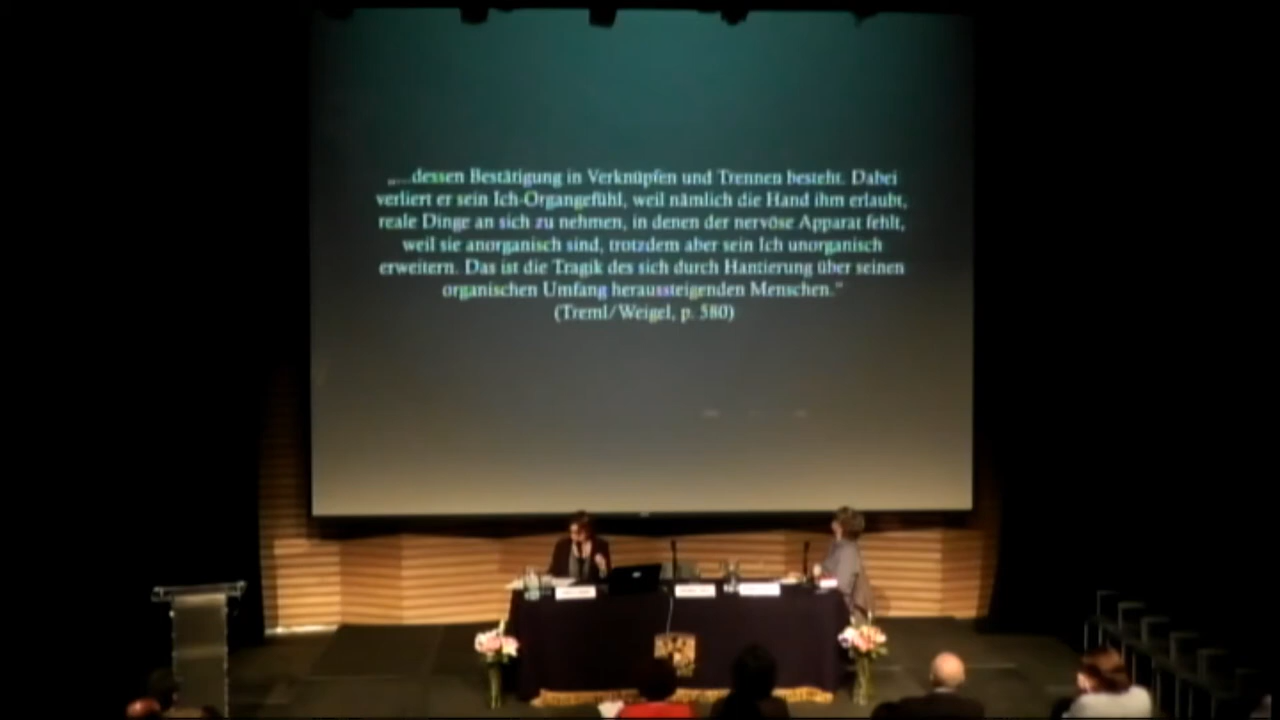 „...dessen Bestätigung in Verknüpfen und Trennen besteht. Dabei
verliert er sein Ich-Organgefühl, weil nämlich die Hand ihm erlaubt,
reale Dinge an sich zu nehmen, in denen der nervöse Apparat fehlt,
weil sie anorganisch sind, trotzdem aber sein Ich unorganisch
erweitern. Das ist die Tragik des sich durch Hantierung über seinen
organischen Umfang heraussteigenden Menschen.“
(Treml/Weigel, p. 580)